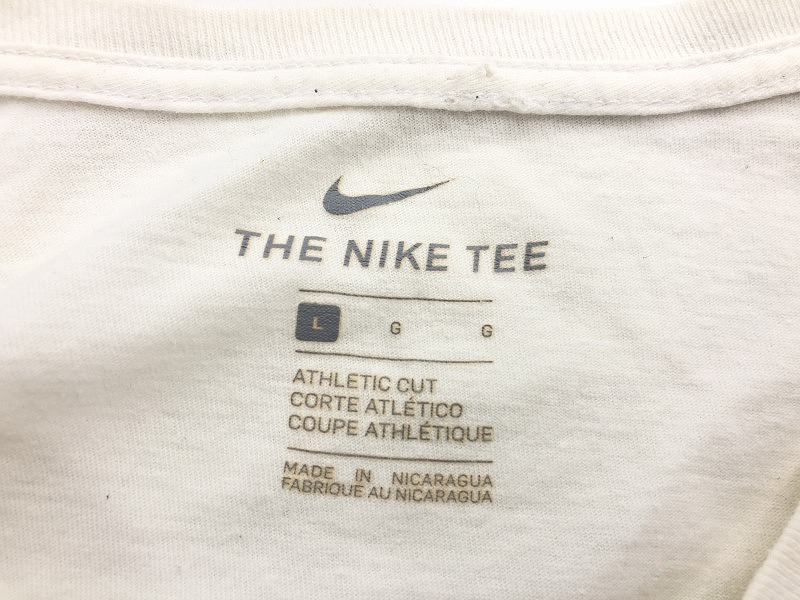 THE NIKE TEE
L G G
ATHLETIC CUT
CORTE ATLÉTICO
COUPE ATHLÉTIQUE
MADE IN NICARAGUA
FABRIQUE AU NICARAGUA